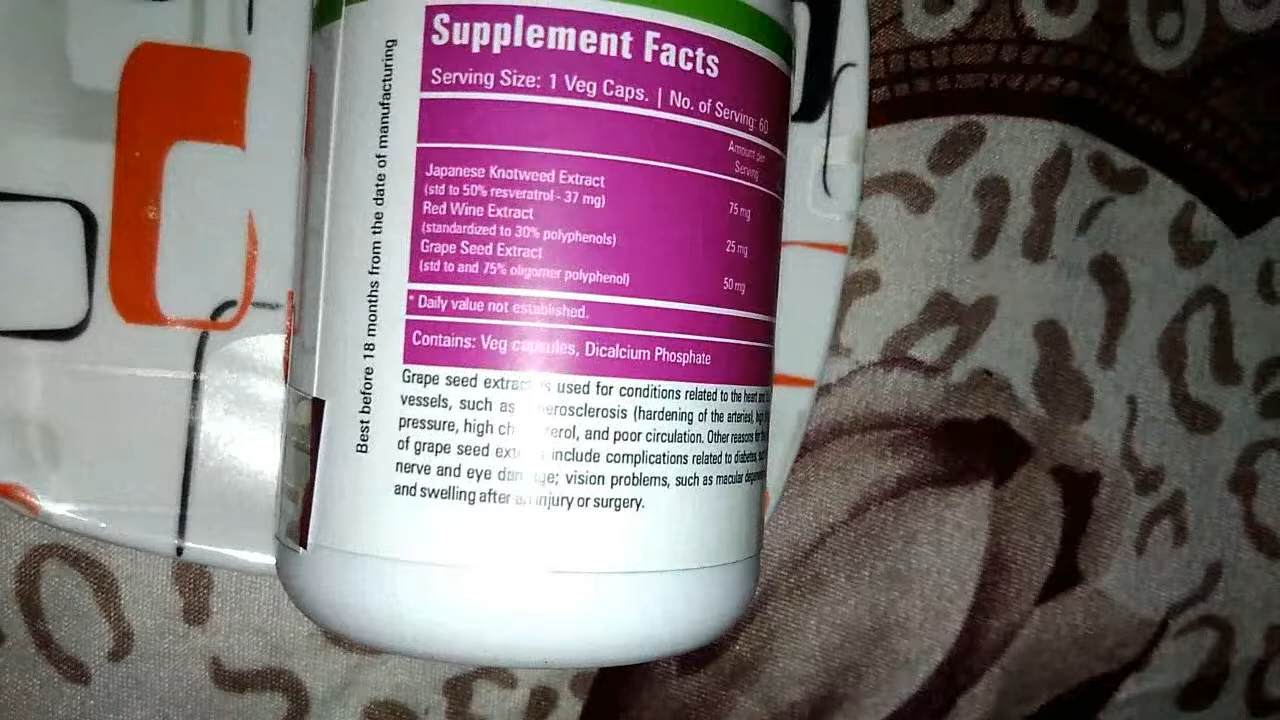 Supplement Facts
Serving Size: 1 Veg Caps. | No. of Serving: 60
Amount per
Serving
Japanese Knotweed Extract
(std to 50% resveratrol - 37 mg)
75 mg
Red Wine Extract
(standardized to 30% polyphenols)
25 mg
Grape Seed Extract
(std to and 75% oligomer polyphenol)
50 mg
* Daily value not established.
Contains: Veg capsules, Dicalcium Phosphate
Grape seed extract is used for conditions related to the heart and
vessels, such as (hardening of the arteries), high
pressure, high and poor circulation. Other reasons for
of grape seed include complications related to diabetes,
nerve and eye vision problems, such as macular
and swelling after injury or surgery.
Best before 18 months from the date of manufacturing